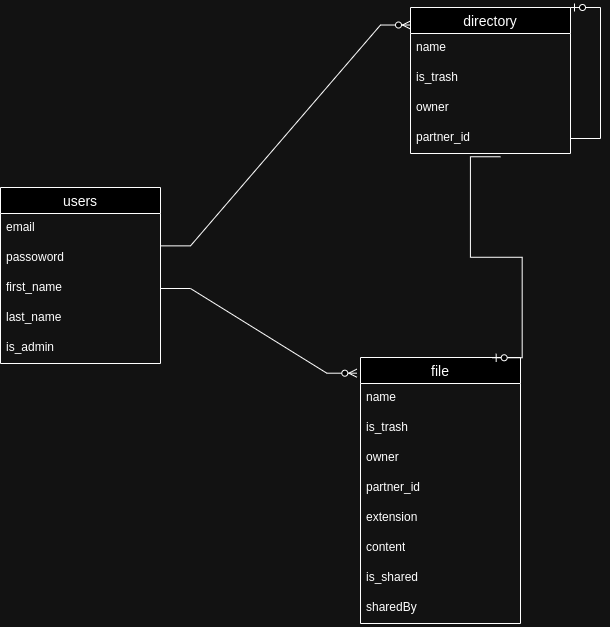 directory
name
is_trash
owner
partner_id
users
email
passoword
first_name
last_name
is_admin
file
name
is_trash
owner
partner_id
extension
content
is_shared
sharedBy